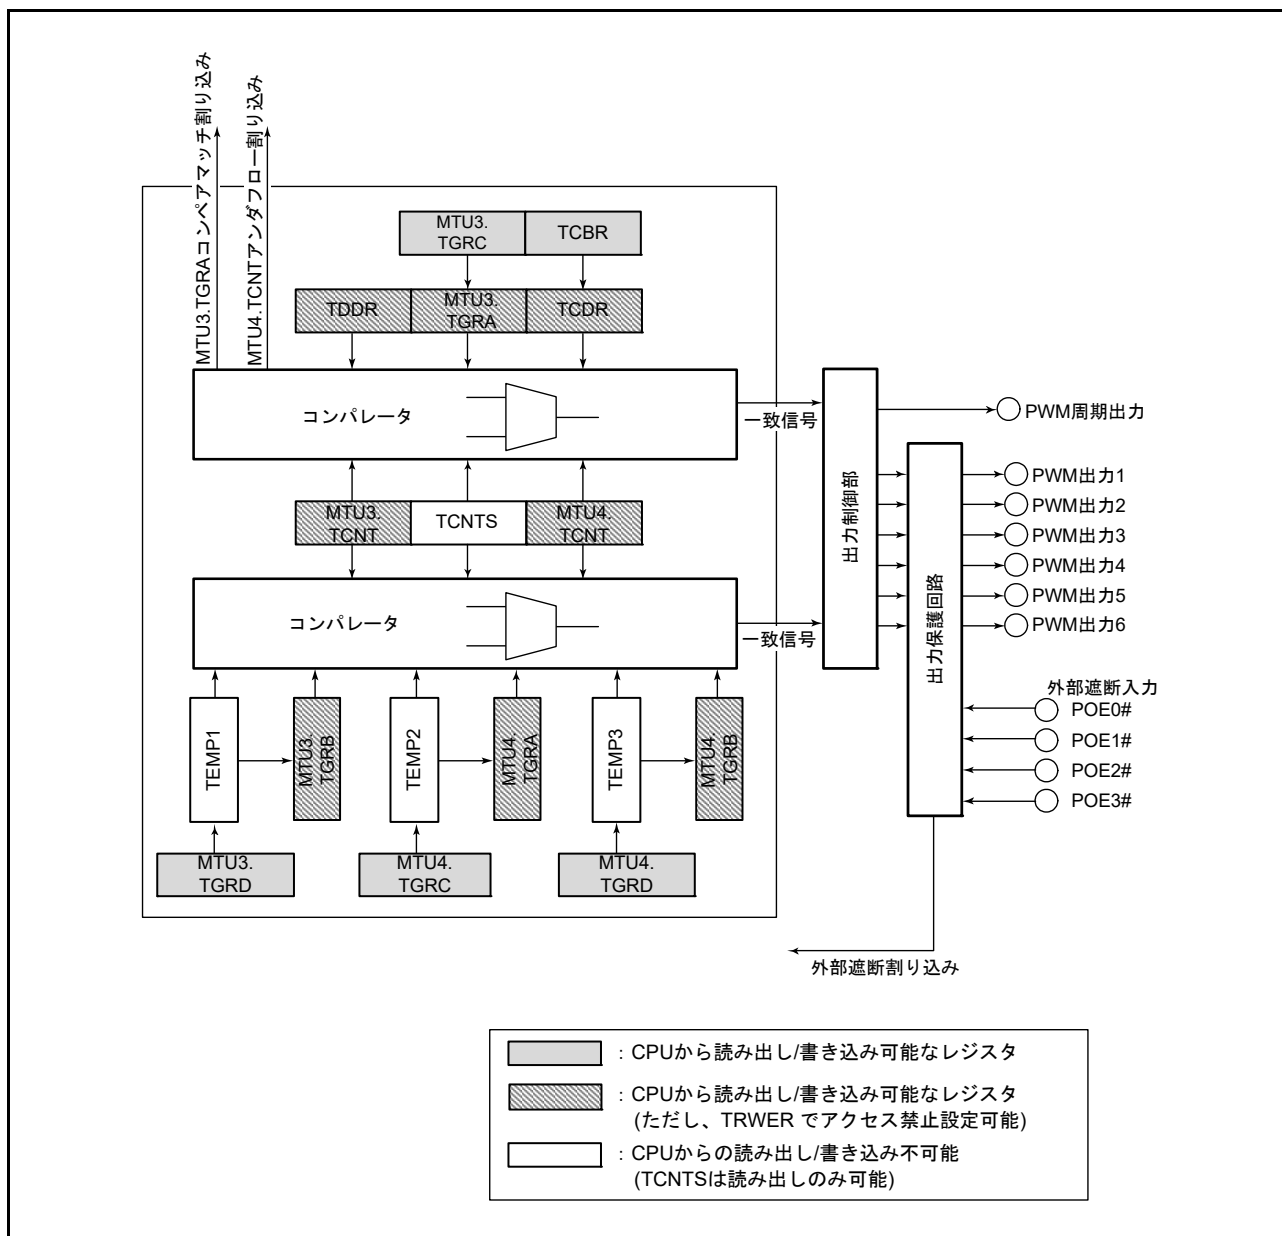 MTU3.TGRAコンペアマッチ割り込み
MTU4.TCNTアンダフロー割り込み
MTU3.
TGRC
TCBR
TDDR
MTU3.
TGRA
TCDR
コンパレータ
一致信号
PWM周期出力
出力制御部
出力保護回路
PWM出力1
PWM出力2
PWM出力3
PWM出力4
PWM出力5
PWM出力6
MTU3.
TCNT
TCNTS
MTU4.
TCNT
コンパレータ
一致信号
外部遮断入力
POE0#
POE1#
POE2#
POE3#
TEMP1
MTU3.
TGRB
TEMP2
MTU4.
TGRA
TEMP3
MTU4.
TGRB
MTU3.
TGRD
MTU4.
TGRC
MTU4.
TGRD
外部遮断割り込み
: CPUから読み出し/書き込み可能なレジスタ
: CPUから読み出し/書き込み可能なレジスタ
(ただし、TRWER でアクセス禁止設定可能)
: CPUからの読み出し/書き込み不可能
(TCNTSは読み出しのみ可能)